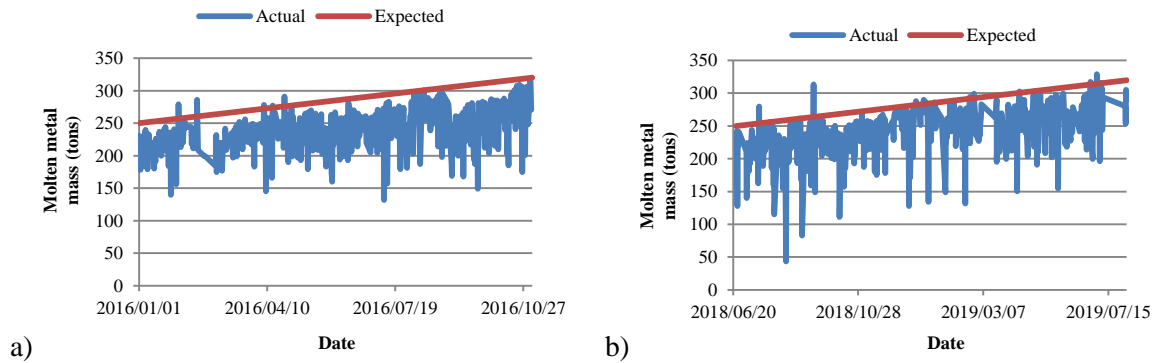 Actual Expected
350
300
250
200
150
100
50
0
Molten metal
mass (tons)
2016/01/01 2016/04/10 2016/07/19 2016/10/27
Date
a)
Actual Expected
350
300
250
200
150
100
50
0
Molten metal
mass (tons)
2018/06/20 2018/10/28 2019/03/07 2019/07/15
Date
b)